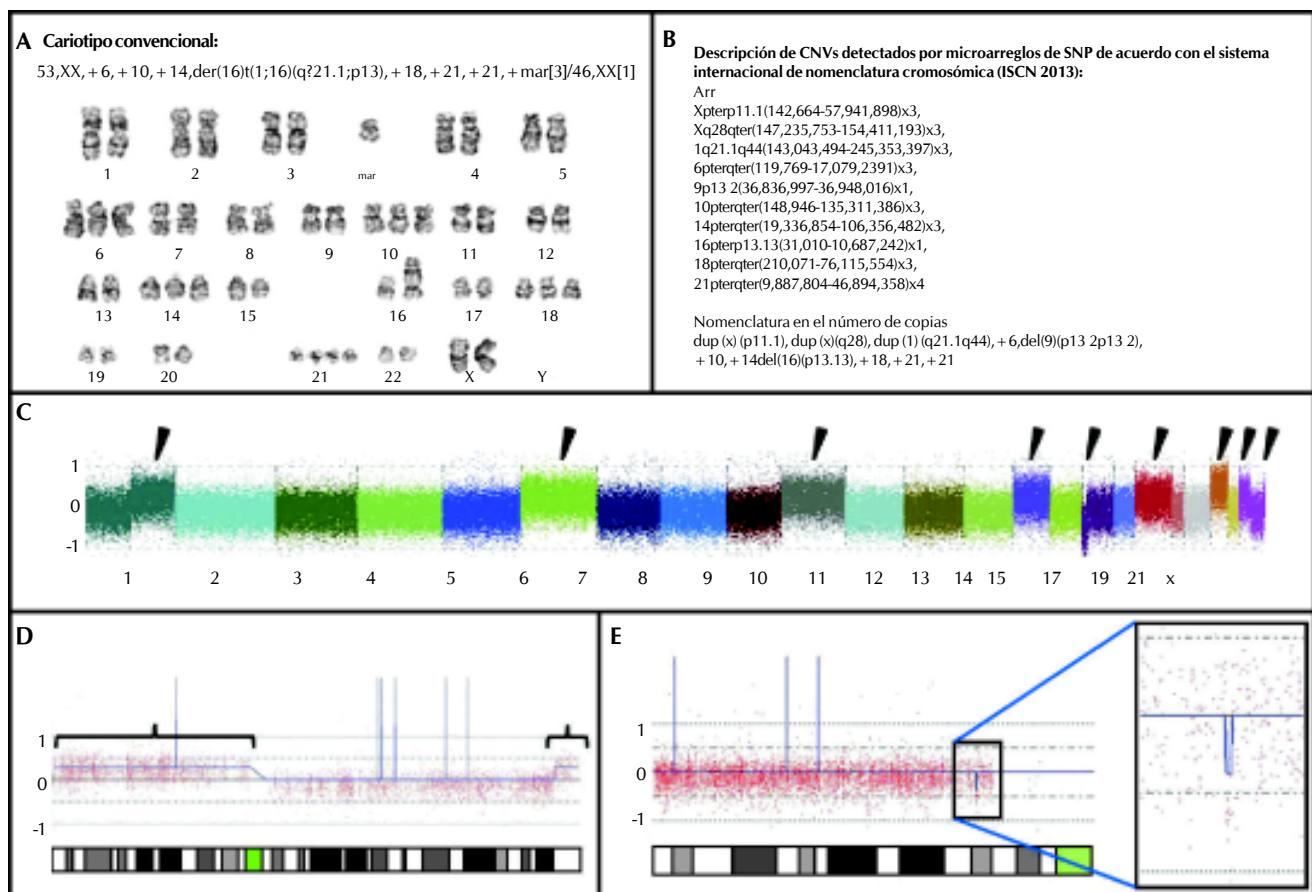 A Cariotipo convencional:
53,XX,+6,+10,+14,der(16)t(1;16)(q?21.1;p13),+18,+21,+21,+mar[3]/46,XX[1]
1 2 3 mar 4 5
6 7 8 9 10 11 12
13 14 15 16 17 18
19 20 21 22 X Y
B
Descripción de CNVs detectados por microarreglos de SNP de acuerdo con el sistema
internacional de nomenclatura cromosómica (ISCN 2013):
Arr
Xpterp11.1(142,664-57,941,898)x3,
Xq28qter(147,235,753-154,411,193)x3,
1q21.1q44(143,043,494-245,353,397)x3,
6pterqter(119,769-17,079,2391)x3,
9p13 2(36,836,997-36,948,016)x1,
10pterqter(148,946-135,311,386)x3,
14pterqter(19,336,854-106,356,482)x3,
16pterp13.13(31,010-10,687,242)x1,
18pterqter(210,071-76,115,554)x3,
21pterqter(9,887,804-46,894,358)x4
Nomenclatura en el número de copias
dup (x) (p11.1), dup (x)(q28), dup (1) (q21.1q44), +6,del(9)(p13 2p13 2),
+10, +14del(16)(p13.13), +18, +21, +21
C
1
0
-1
1 2 3 4 5 6 7 8 9 10 11 12 13 14 15 17 19 21 x
D
1
0
-1
E
1
0
-1